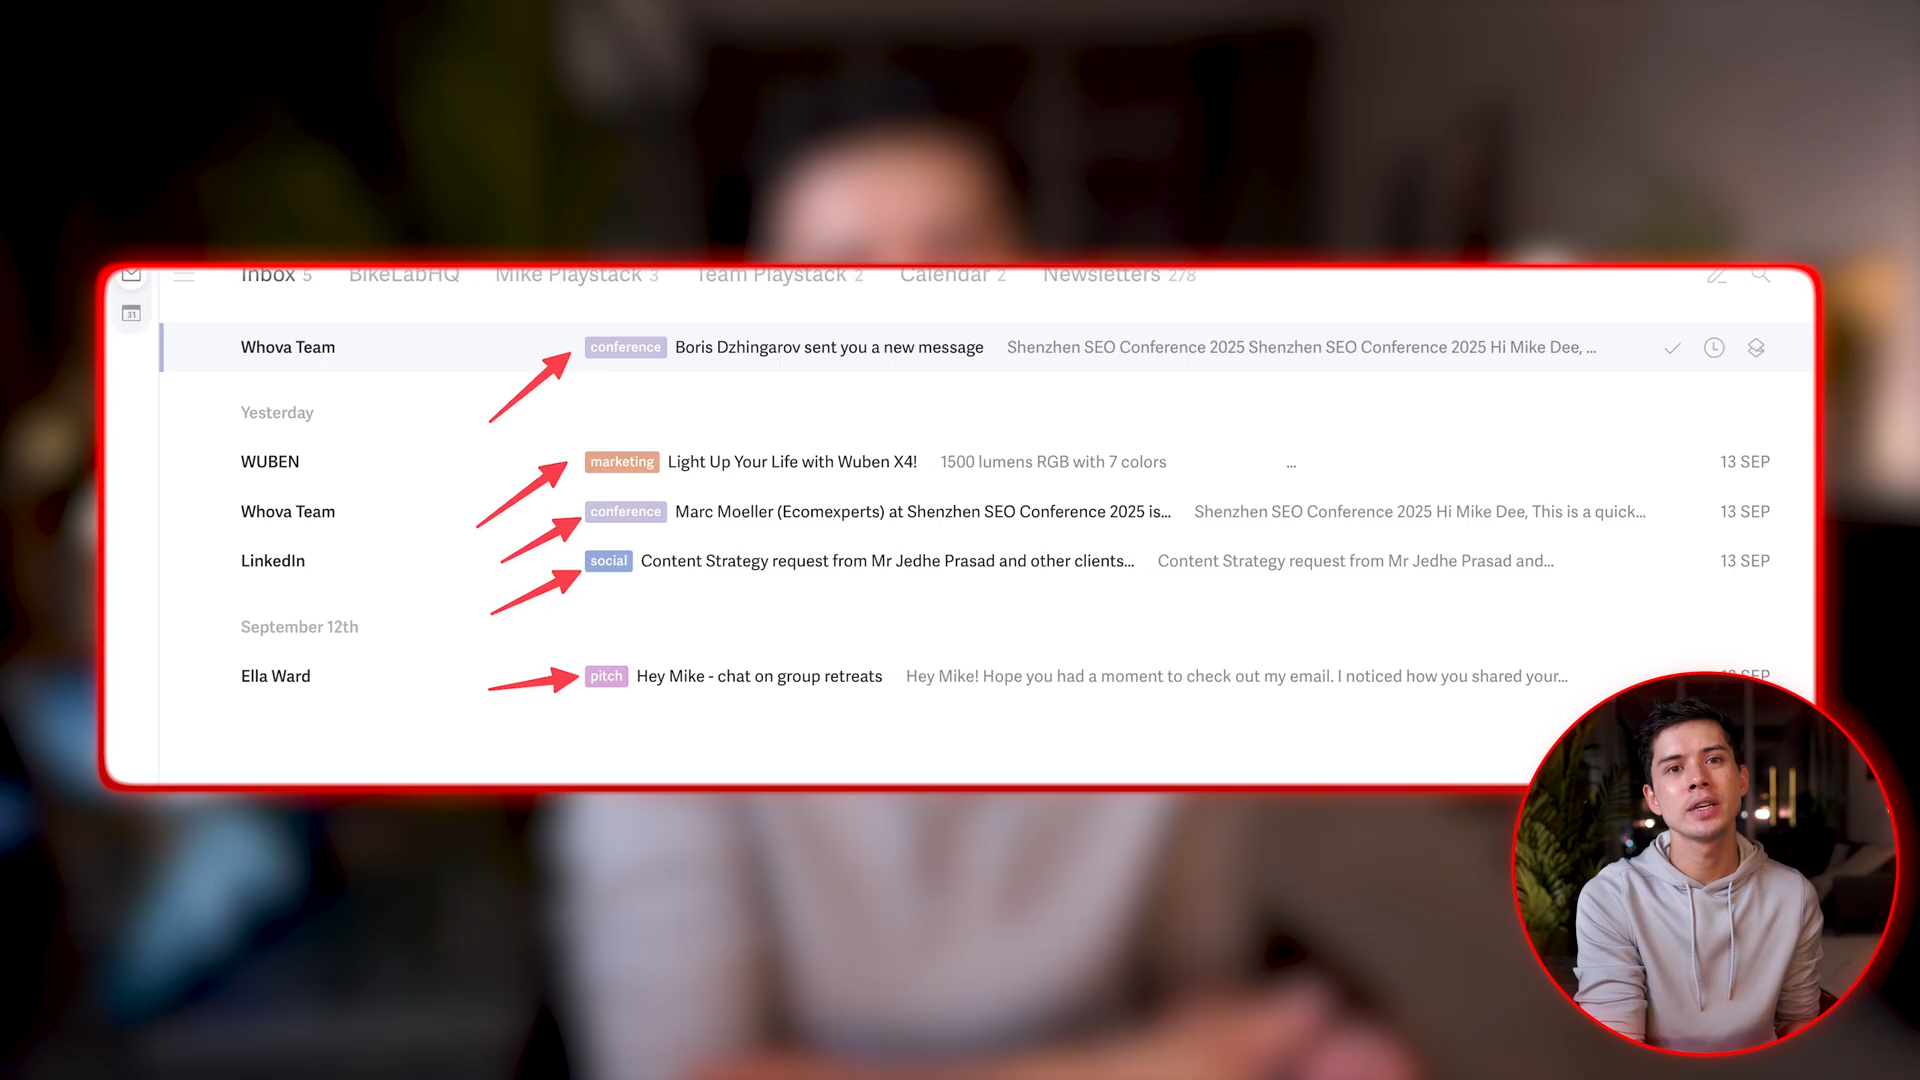 Inbox 5 BikeLabHQ Mike Playstack 3 Team Playstack 2 Calendar 2 Newsletters 278
31
Whova Team conference Boris Dzhingarov sent you a new message Shenzhen SEO Conference 2025 Shenzhen SEO Conference 2025 Hi Mike Dee, ...
Yesterday
WUBEN marketing Light Up Your Life with Wuben X4! 1500 lumens RGB with 7 colors ... 13 SEP
Whova Team conference Marc Moeller (Ecomexperts) at Shenzhen SEO Conference 2025 is... Shenzhen SEO Conference 2025 Hi Mike Dee, This is a quick... 13 SEP
LinkedIn social Content Strategy request from Mr Jedhe Prasad and other clients... Content Strategy request from Mr Jedhe Prasad and... 13 SEP
September 12th
Ella Ward pitch Hey Mike - chat on group retreats Hey Mike! Hope you had a moment to check out my email. I noticed how you shared your... SEP